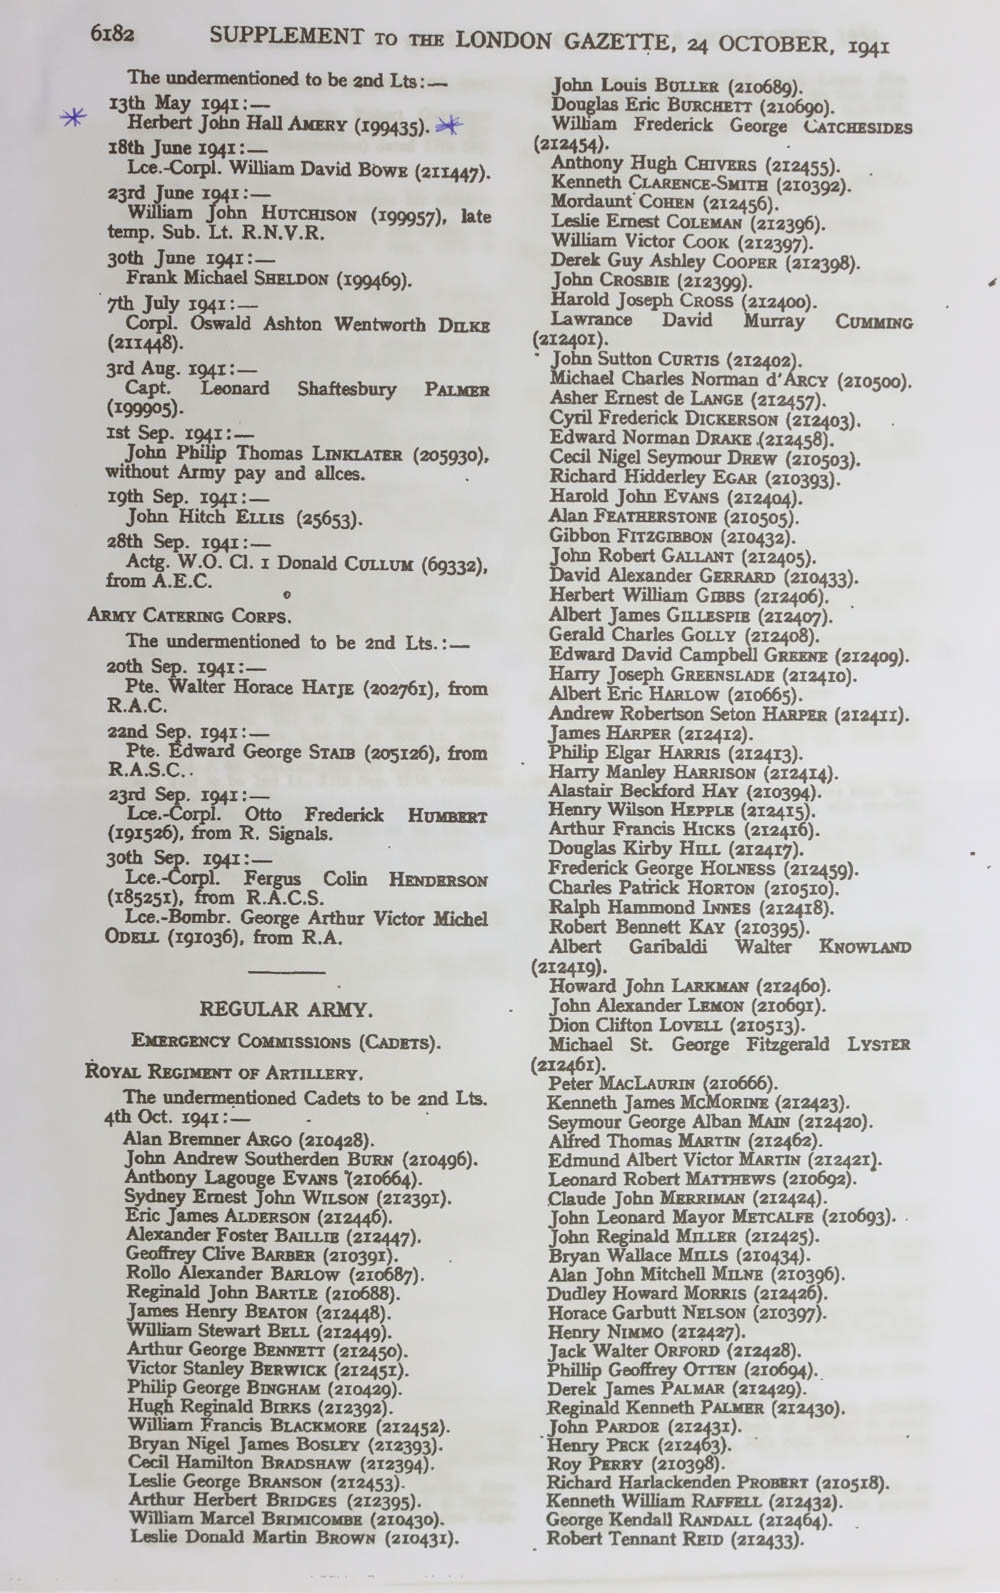 6182 SUPPLEMENT TO THE LONDON GAZETTE, 24 OCTOBER, 1941
The undermentioned to be 2nd Lts:—
13th May 1941:—
Herbert John Hall AMERY (199435).
18th June 1941:—
Lce.-Corpl. William David BOWE (211447).
23rd June 1941:—
William John HUTCHISON (199957), late
temp. Sub. Lt. R.N.V.R.
30th June 1941:—
Frank Michael SHELDON (199469).
7th July 1941:—
Corpl. Oswald Ashton Wentworth DILKE
(211448).
3rd Aug. 1941:—
Capt. Leonard Shaftesbury PALMER
(199905).
1st Sep. 1941:—
John Philip Thomas LINKLATER (205930),
without Army pay and allces.
19th Sep. 1941:—
John Hitch ELLIS (25653).
28th Sep. 1941:—
Actg. W.O. Cl. 1 Donald CULLUM (69332),
from A.E.C.
ARMY CATERING CORPS.
The undermentioned to be 2nd Lts.:—
20th Sep. 1941:—
Pte. Walter Horace HATJE (202761), from
R.A.C.
22nd Sep. 1941:—
Pte. Edward George STAIB (205126), from
R.A.S.C.
23rd Sep. 1941:—
Lce.-Corpl. Otto Frederick HUMBERT
(191526), from R. Signals.
30th Sep. 1941:—
Lce.-Corpl. Fergus Colin HENDERSON
(185251), from R.A.C.S.
Lce.-Bombr. George Arthur Victor Michel
ODELL (191036), from R.A.
REGULAR ARMY.
EMERGENCY COMMISSIONS (CADETS).
ROYAL REGIMENT OF ARTILLERY.
The undermentioned Cadets to be 2nd Lts.
4th Oct. 1941:—
Alan Bremner ARGO (210428).
John Andrew Southerden BURN (210496).
Anthony Lagouge EVANS (210664).
Sydney Ernest John WILSON (212391).
Eric James ALDERSON (212446).
Alexander Foster BAILLIE (212447).
Geoffrey Clive BARBER (210391).
Rollo Alexander BARLOW (210687).
Reginald John BARTLE (210688).
James Henry BEATON (212448).
William Stewart BELL (212449).
Arthur George BENNETT (212450).
Victor Stanley BERWICK (212451).
Philip George BINGHAM (210429).
Hugh Reginald BIRKS (212392).
William Francis BLACKMORE (212452).
Bryan Nigel James BOSLEY (212393).
Cecil Hamilton BRADSHAW (212394).
Leslie George BRANSON (212453).
Arthur Herbert BRIDGES (212395).
William Marcel BRIMICOMBE (210430).
Leslie Donald Martin BROWN (210431).
John Louis BULLER (210689).
Douglas Eric BURCHETT (210690).
William Frederick George CATCHESIDES
(212454).
Anthony Hugh CHIVERS (212455).
Kenneth CLARENCE-SMITH (210392).
Mordaunt COHEN (212456).
Leslie Ernest COLEMAN (212396).
William Victor COOK (212397).
Derek Guy Ashley COOPER (212398).
John CROSBIE (212399).
Harold Joseph CROSS (212400).
Lawrance David Murray CUMMING
(212401).
John Sutton CURTIS (212402).
Michael Charles Norman d'ARCY (210500).
Asher Ernest de LANGE (212457).
Cyril Frederick DICKERSON (212403).
Edward Norman DRAKE (212458).
Cecil Nigel Seymour DREW (210503).
Richard Hidderley EGAR (210393).
Harold John EVANS (212404).
Alan FEATHERSTONE (210505).
Gibbon FITZGIBBON (210432).
John Robert GALLANT (212405).
David Alexander GERRARD (210433).
Herbert William GIBBS (212406).
Albert James GILLESPIE (212407).
Gerald Charles GOLLY (212408).
Edward David Campbell GREENE (212409).
Harry Joseph GREENSLADE (212410).
Albert Eric HARLOW (210665).
Andrew Robertson Seton HARPER (212411).
James HARPER (212412).
Philip Elgar HARRIS (212413).
Harry Manley HARRISON (212414).
Alastair Beckford HAY (210394).
Henry Wilson HEPPLE (212415).
Arthur Francis HICKS (212416).
Douglas Kirby HILL (212417).
Frederick George HOLNESS (212459).
Charles Patrick HORTON (210510).
Ralph Hammond INNES (212418).
Robert Bennett KAY (210395).
Albert Garibaldi Walter KNOWLAND
(212419).
Howard John LARKMAN (212460).
John Alexander LEMON (210691).
Dion Clifton LOVELL (210513).
Michael St. George Fitzgerald LYSTER
(212461).
Peter MACLAURIN (210666).
Kenneth James MCMORINE (212423).
Seymour George Alban MAIN (212420).
Alfred Thomas MARTIN (212462).
Edmund Albert Victor MARTIN (212421).
Leonard Robert MATTHEWS (210692).
Claude John MERRIMAN (212424).
John Leonard Mayor METCALFE (210693).
John Reginald MILLER (212425).
Bryan Wallace MILLS (210434).
Alan John Mitchell MILNE (210396).
Dudley Howard MORRIS (212426).
Horace Garbutt NELSON (210397).
Henry NIMMO (212427).
Jack Walter ORFORD (212428).
Phillip Geoffrey OTTEN (210694).
Derek James PALMAR (212429).
Reginald Kenneth PALMER (212430).
John PARDOE (212431).
Henry PECK (212463).
Roy PERRY (210398).
Richard Harlackenden PROBERT (210518).
Kenneth William RAFFELL (212432).
George Kendall RANDALL (212464).
Robert Tennant REID (212433).